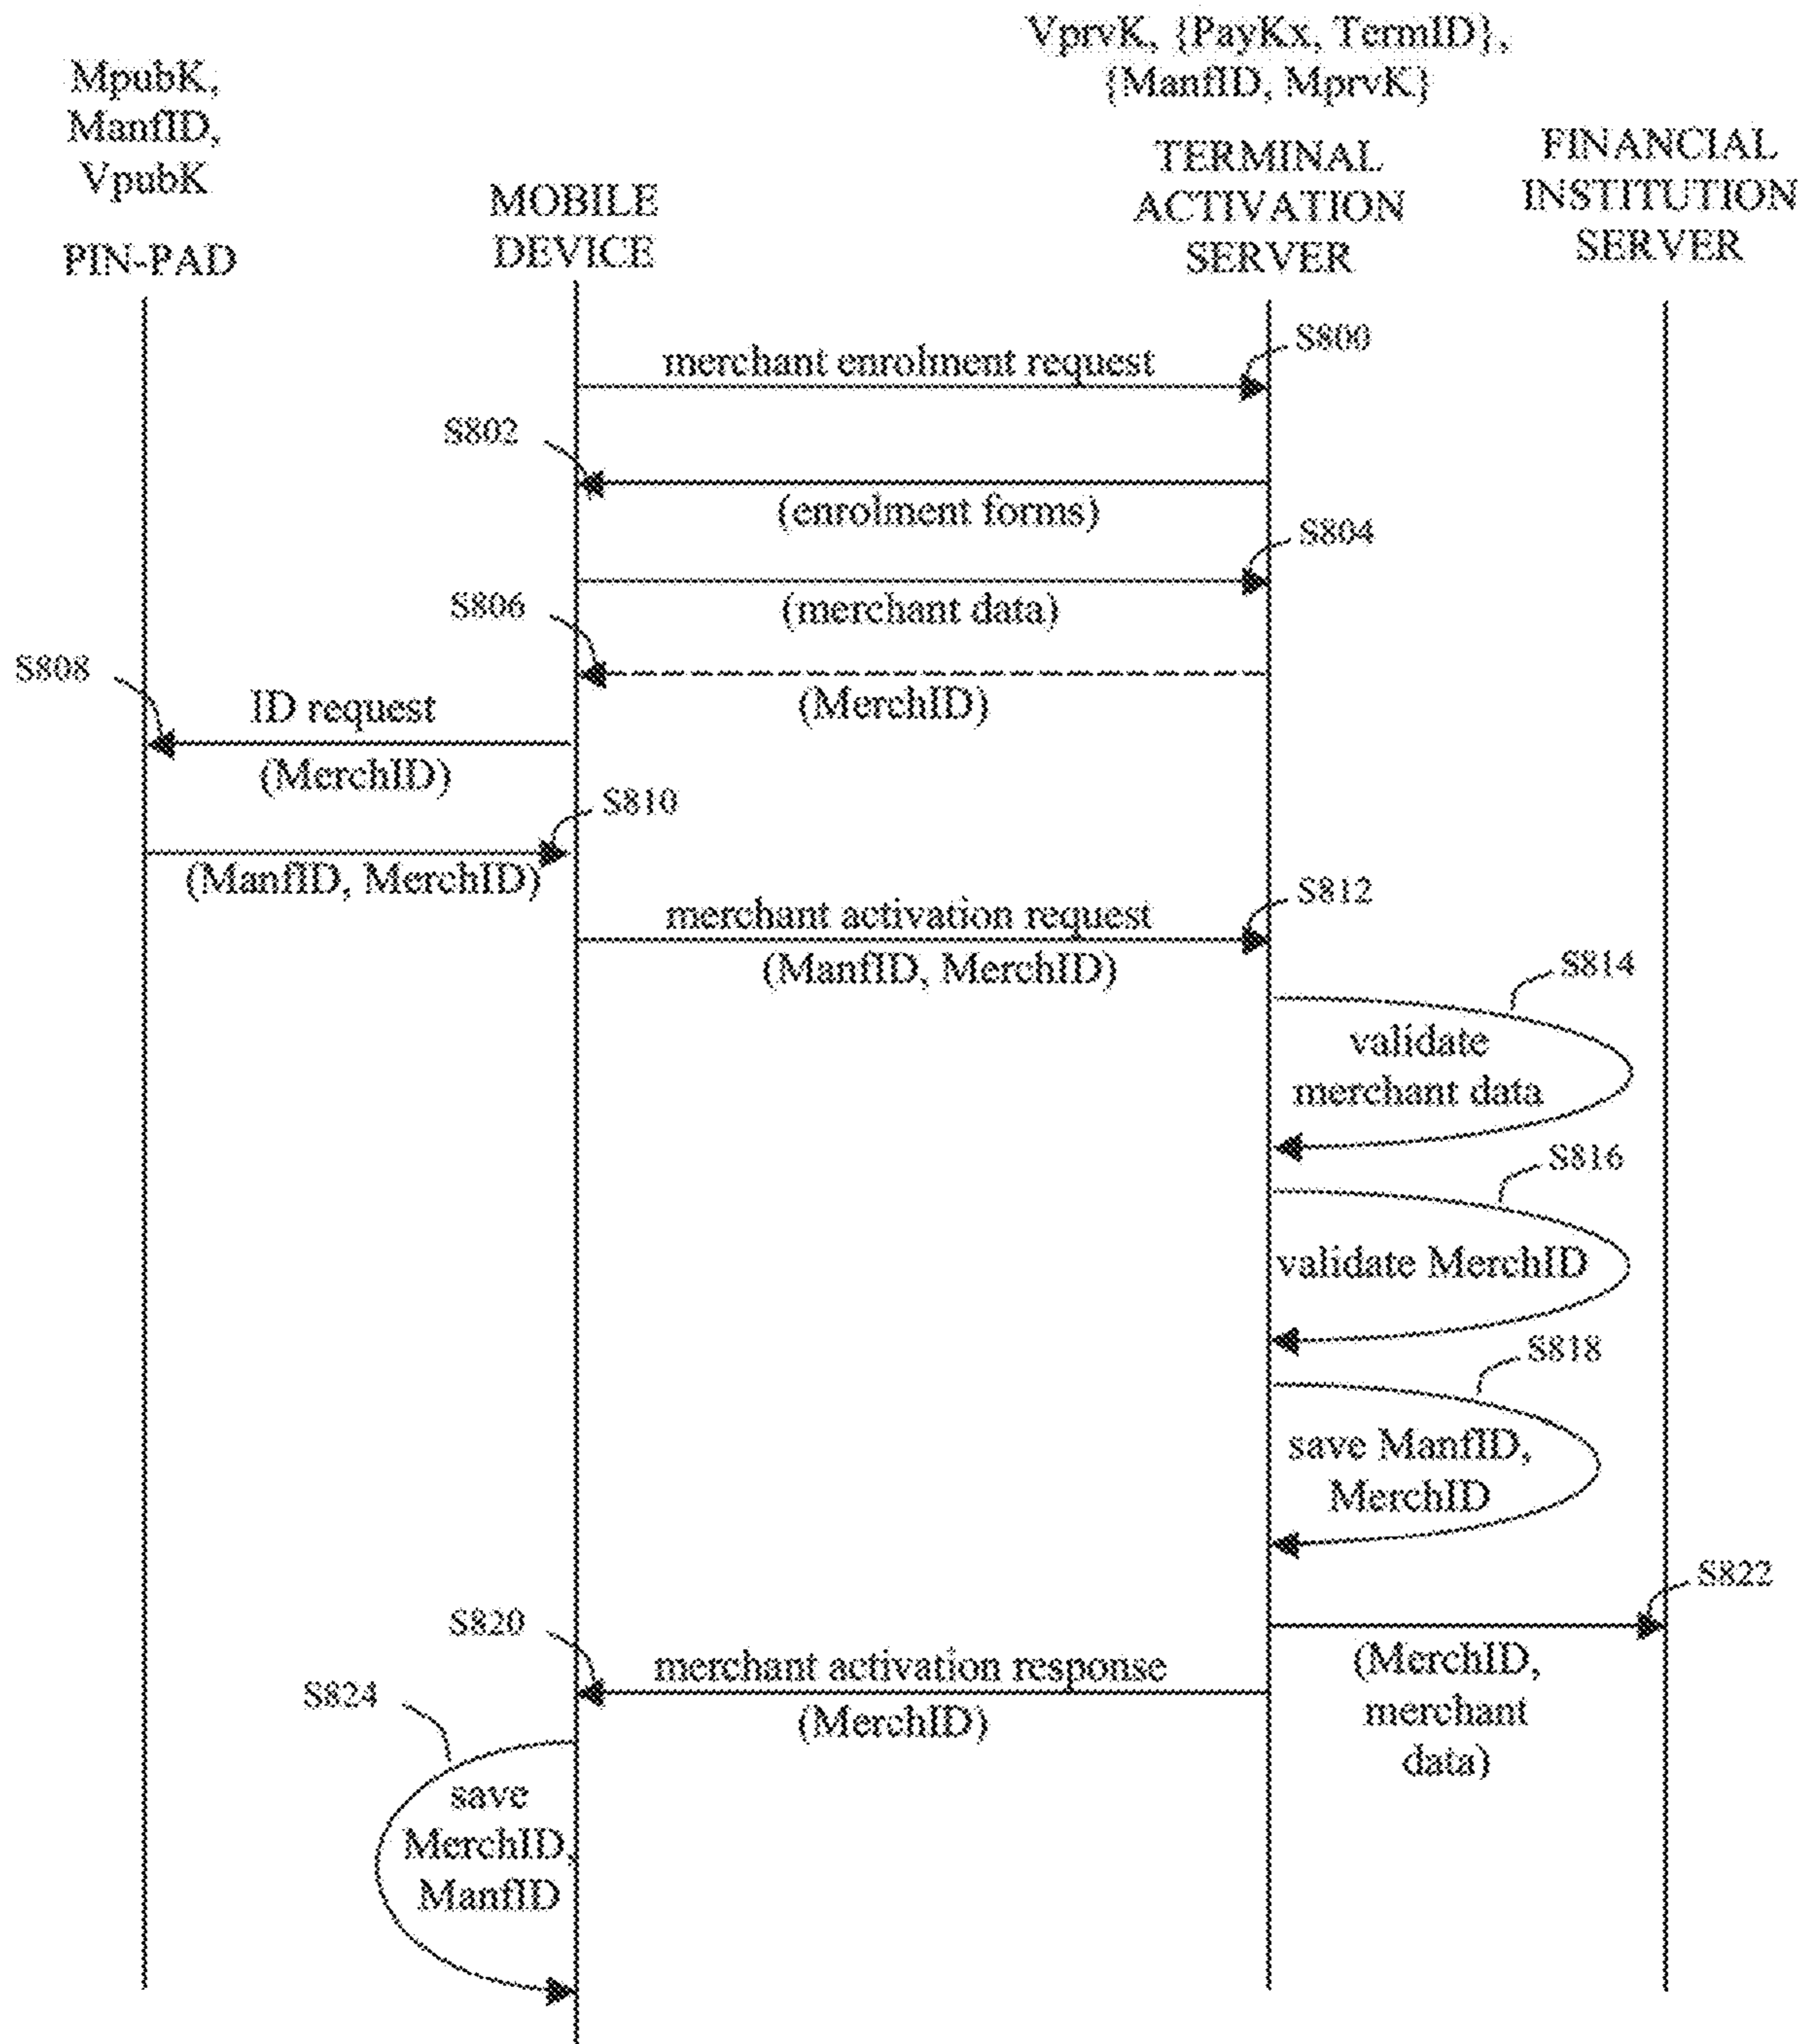 VprvK, {PayKx, TermID},
{ManfID, MprvK}
MpubK,
ManfID,
VpubK
PIN-PAD
MOBILE
DEVICE
TERMINAL
ACTIVATION
SERVER
FINANCIAL
INSTITUTION
SERVER
S800
merchant enrolment request
S802
(enrolment forms)
S804
(merchant data)
S806
(MerchID)
S808
ID request
(MerchID)
S810
(ManfID, MerchID)
S812
merchant activation request
(ManfID, MerchID)
S814
validate
merchant data
S816
validate MerchID
S818
save ManfID,
MerchID
S822
(MerchID,
merchant
data)
S820
merchant activation response
(MerchID)
S824
save
MerchID,
ManfID